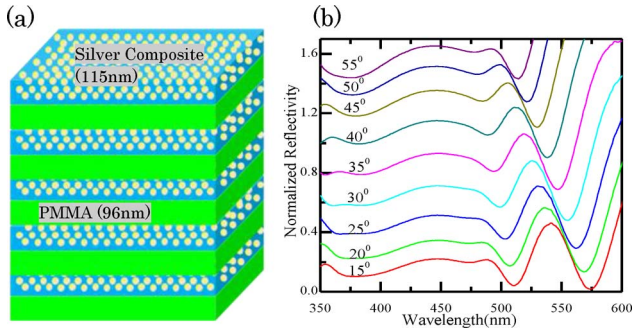 (a)
Silver Composite
(115nm)
PMMA (96nm)
(b)
Normalized Reflectivity
1.6
1.2
0.8
0.4
0.0
55°
50°
45°
40°
35°
30°
25°
20°
15°
350 400 450 500 550 600
Wavelength(nm)